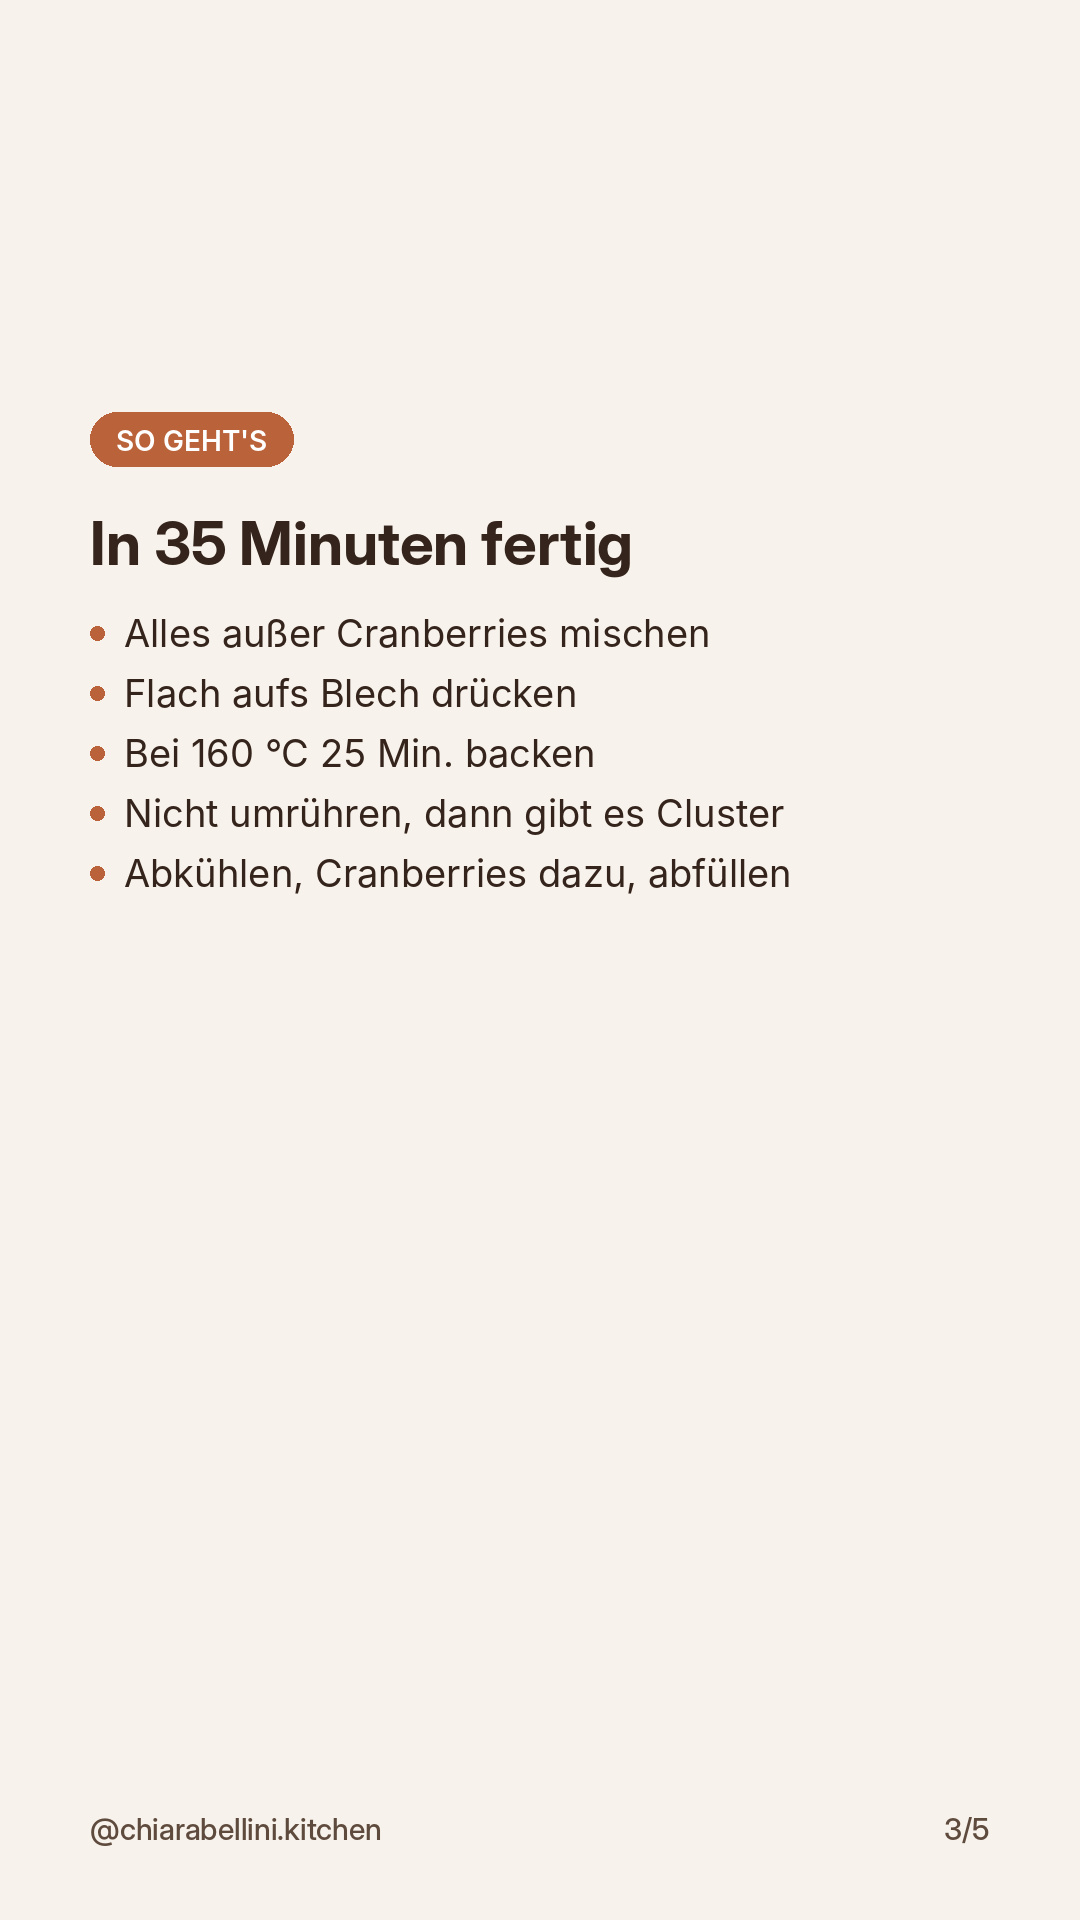 SO GEHT'S
In 35 Minuten fertig
• Alles außer Cranberries mischen
• Flach aufs Blech drücken
• Bei 160 °C 25 Min. backen
• Nicht umrühren, dann gibt es Cluster
• Abkühlen, Cranberries dazu, abfüllen
@chiarabellini.kitchen
3/5